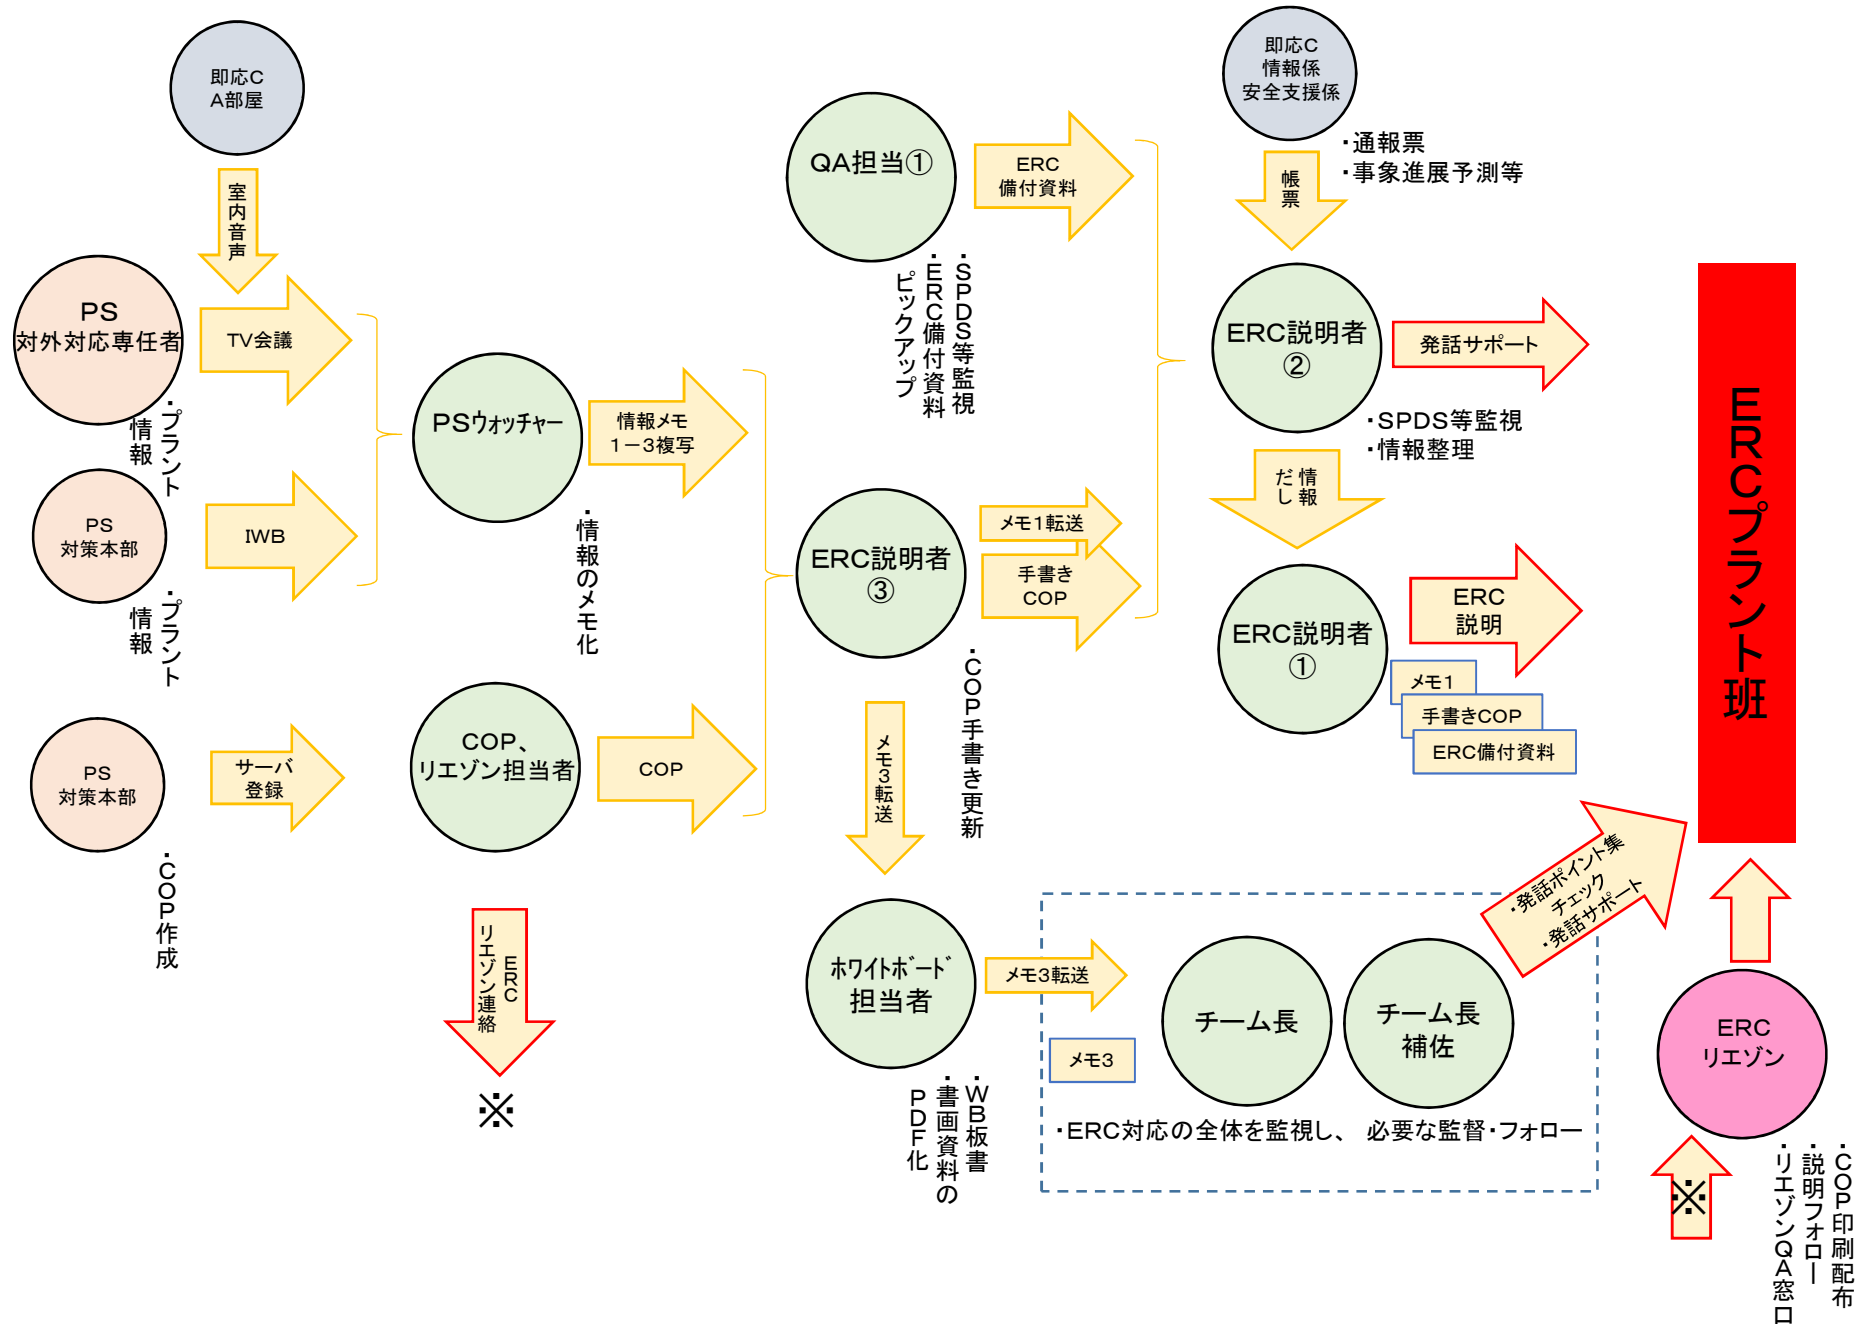 即応C
A部屋
室内音声
PS
対外対応専任者
・プラント
情報
TV会議
PS
対策本部
・プラント
情報
IWB
PS
対策本部
・COP作成
サーバ
登録
PSウォッチャー
・情報のメモ化
情報メモ
1－3複写
COP、
リエゾン担当者
COP
ERC
リエゾン連絡
※
QA担当①
・SPDS等監視
・ERC備付資料
ピックアップ
ERC
備付資料
ERC説明者
③
・COP手書き更新
メモ1転送
手書き
COP
メモ3転送
ホワイトボード
担当者
・WB板書
・書画資料の
PDF化
メモ3転送
メモ3
チーム長
チーム長
補佐
・ERC対応の全体を監視し、 必要な監督・フォロー
・発話ポイント集
チェック
・発話サポート
即応C
情報係
安全支援係
・通報票
・事象進展予測等
帳票
ERC説明者
②
・SPDS等監視
・情報整理
発話サポート
情報
だし
ERC説明者
①
ERC
説明
メモ1
手書きCOP
ERC備付資料
ERCプラント班
ERC
リエゾン
・COP印刷配布
・説明フォロー
・リエゾンQA窓口
※